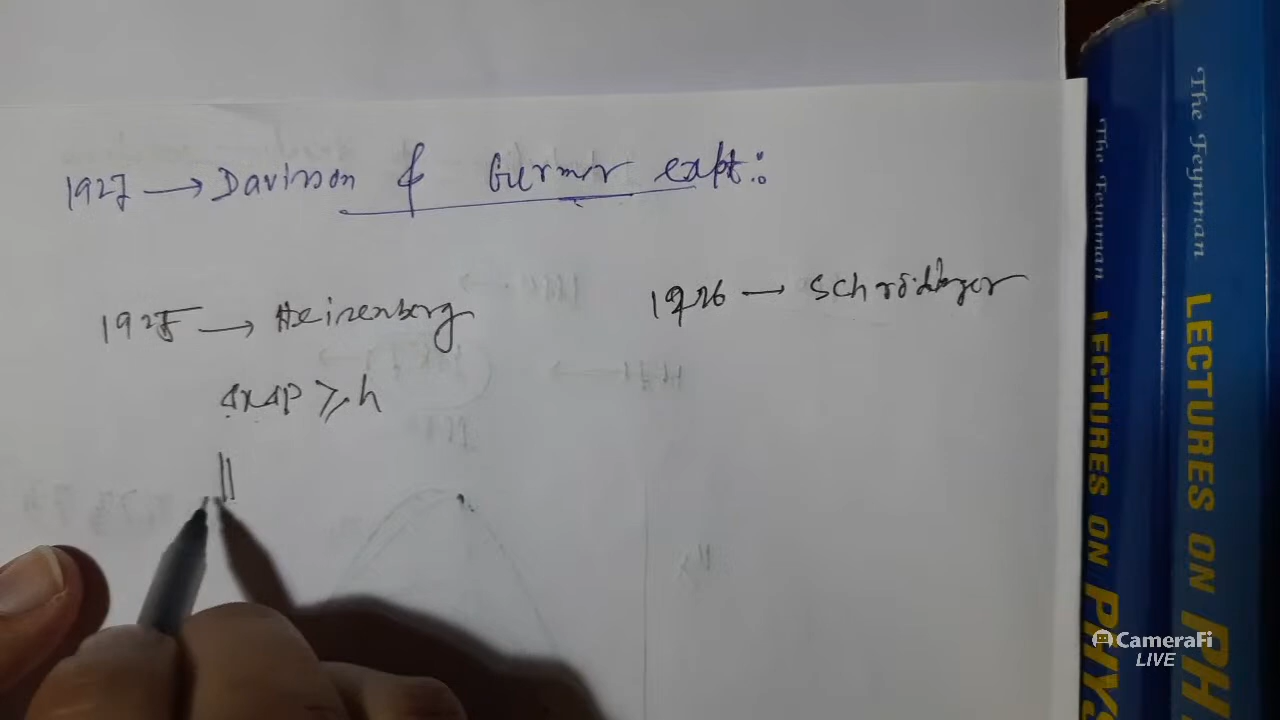 1927 → Davisson & Germer expt:
1925 → Heisenberg
1926 → Schrödinger
ΔxΔp ≥ h
The Feynman LECTURES ON PHYS
The Feynman LECTURES ON PH
CameraFi
LIVE